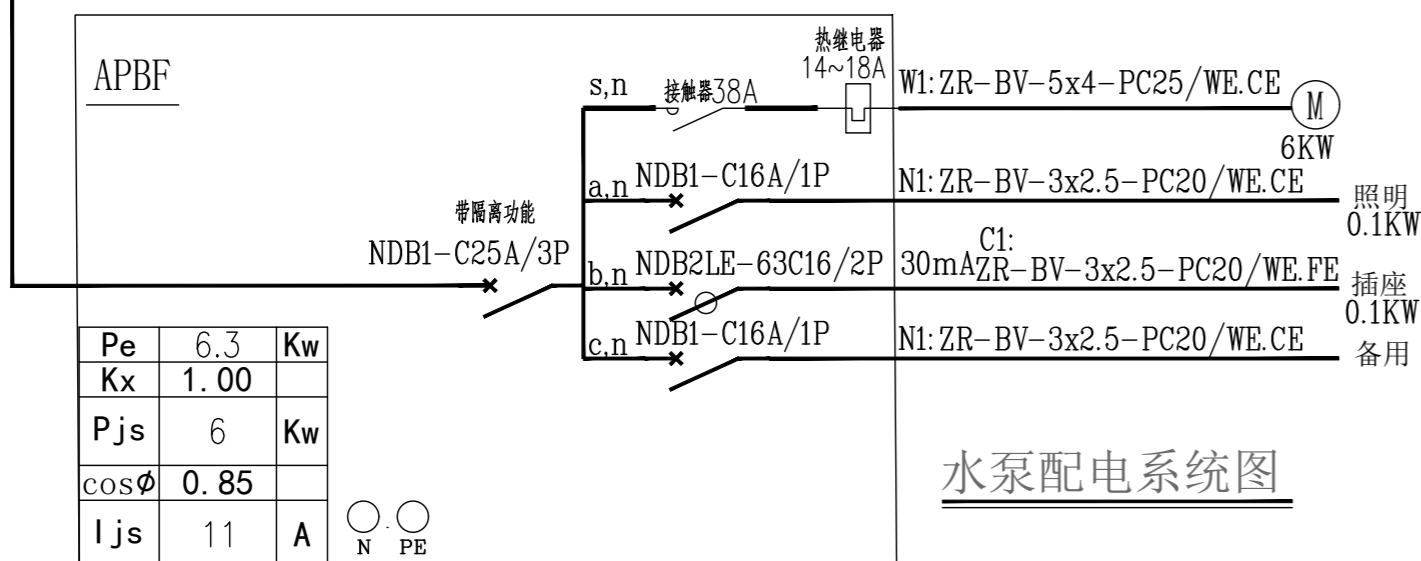 APBF
热继电器
14~18A
s,n
接触器38A
W1:ZR-BV-5x4-PC25/WE.CE
M
6KW
a,n
NDB1-C16A/1P
N1:ZR-BV-3x2.5-PC20/WE.CE
照明
0.1KW
带隔离功能
NDB1-C25A/3P
b,n
NDB2LE-63C16/2P
30mA
C1:
ZR-BV-3x2.5-PC20/WE.FE
插座
0.1KW
c,n
NDB1-C16A/1P
N1:ZR-BV-3x2.5-PC20/WE.CE
备用
Pe 6.3 Kw
Kx 1.00
Pjs 6 Kw
cosφ 0.85
Ijs 11 A
N PE
水泵配电系统图